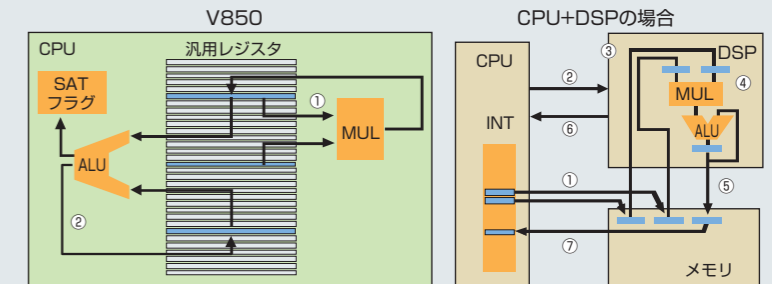 V850
CPU
汎用レジスタ
SAT
フラグ
①
MUL
ALU
②
CPU+DSPの場合
CPU
INT
②
⑥
③
DSP
④
MUL
ALU
①
⑤
⑦
メモリ